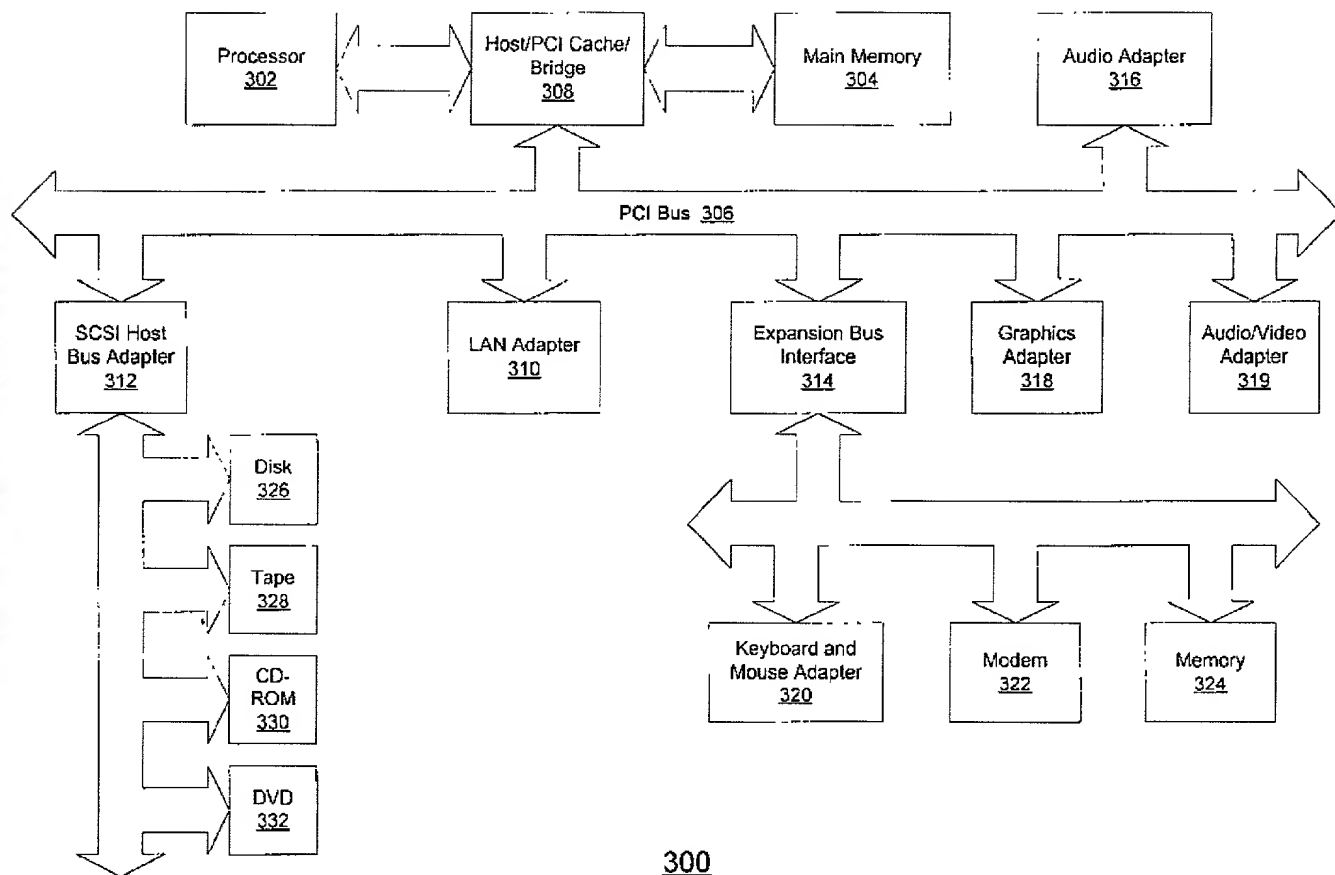 Processor
302
Host/PCI Cache/
Bridge
308
Main Memory
304
Audio Adapter
316
PCI Bus 306
SCSI Host
Bus Adapter
312
LAN Adapter
310
Expansion Bus
Interface
314
Graphics
Adapter
318
Audio/Video
Adapter
319
Disk
326
Tape
328
CD-
ROM
330
DVD
332
Keyboard and
Mouse Adapter
320
Modem
322
Memory
324
300